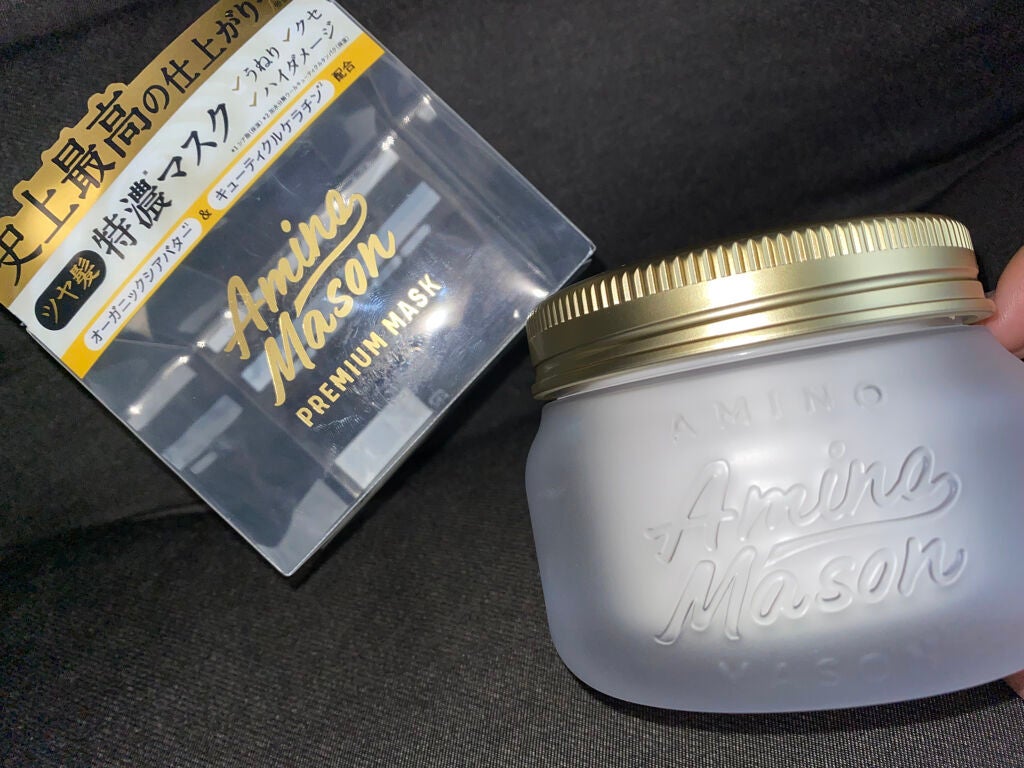 史上最高の仕上がり
✓うねり ✓クセ
✓ハイダメージ
ツヤ髪 特濃マスク
オーガニックシアバター & キューティクルケラチン 配合
Amino
Mason
PREMIUM MASK
AMINO
Amino
Mason
MASON